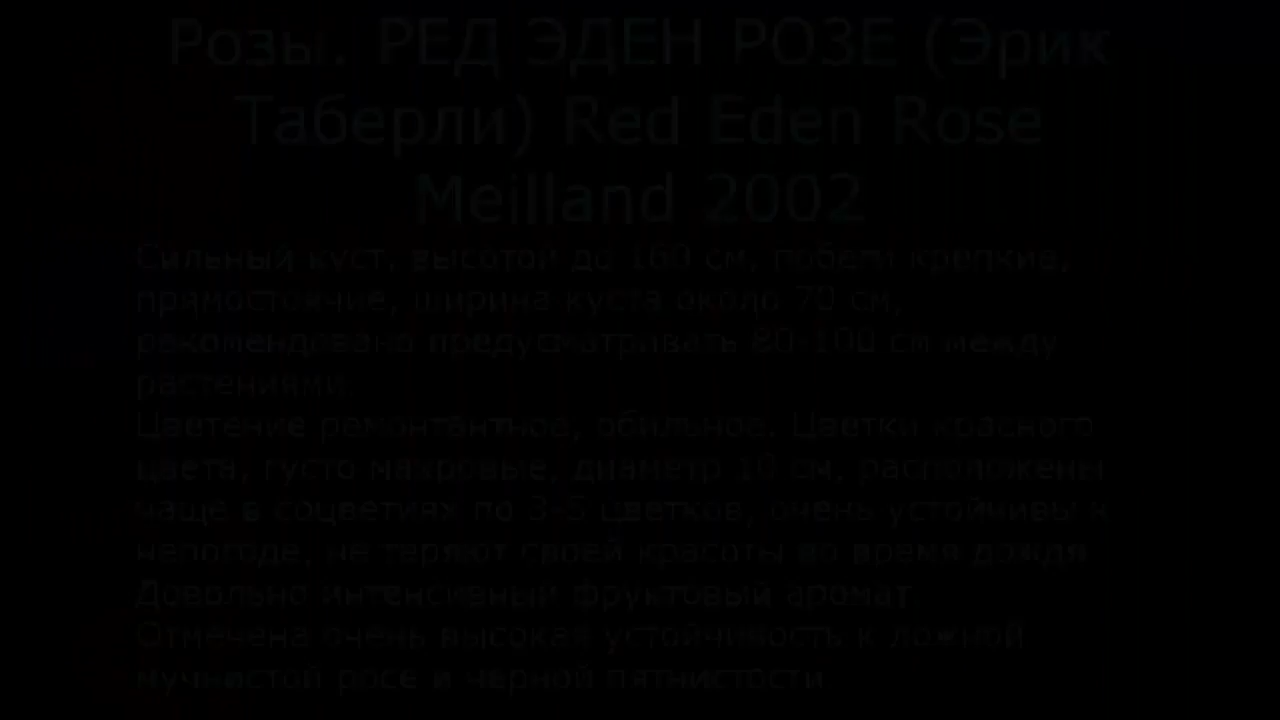 Розы. РЕД ЭДЕН РОЗЕ (Эрик
Таберли) Red Eden Rose
Meilland 2002
Сильный куст, высотой до 160 см, побеги крепкие,
прямостоячие, ширина куста около 70 см,
рекомендовано предусматривать 80-100 см между
растениями.
Цветение ремонтантное, обильное. Цветки красного
цвета, густо махровые, диаметр 10 см, расположены
чаще в соцветиях по 3-5 цветков, очень устойчивы к
непогоде, не теряют своей красоты во время дождя
Довольно интенсивный фруктовый аромат
Отмечена очень высокая устойчивость к ложной
мучнистой росе и черной пятнистости